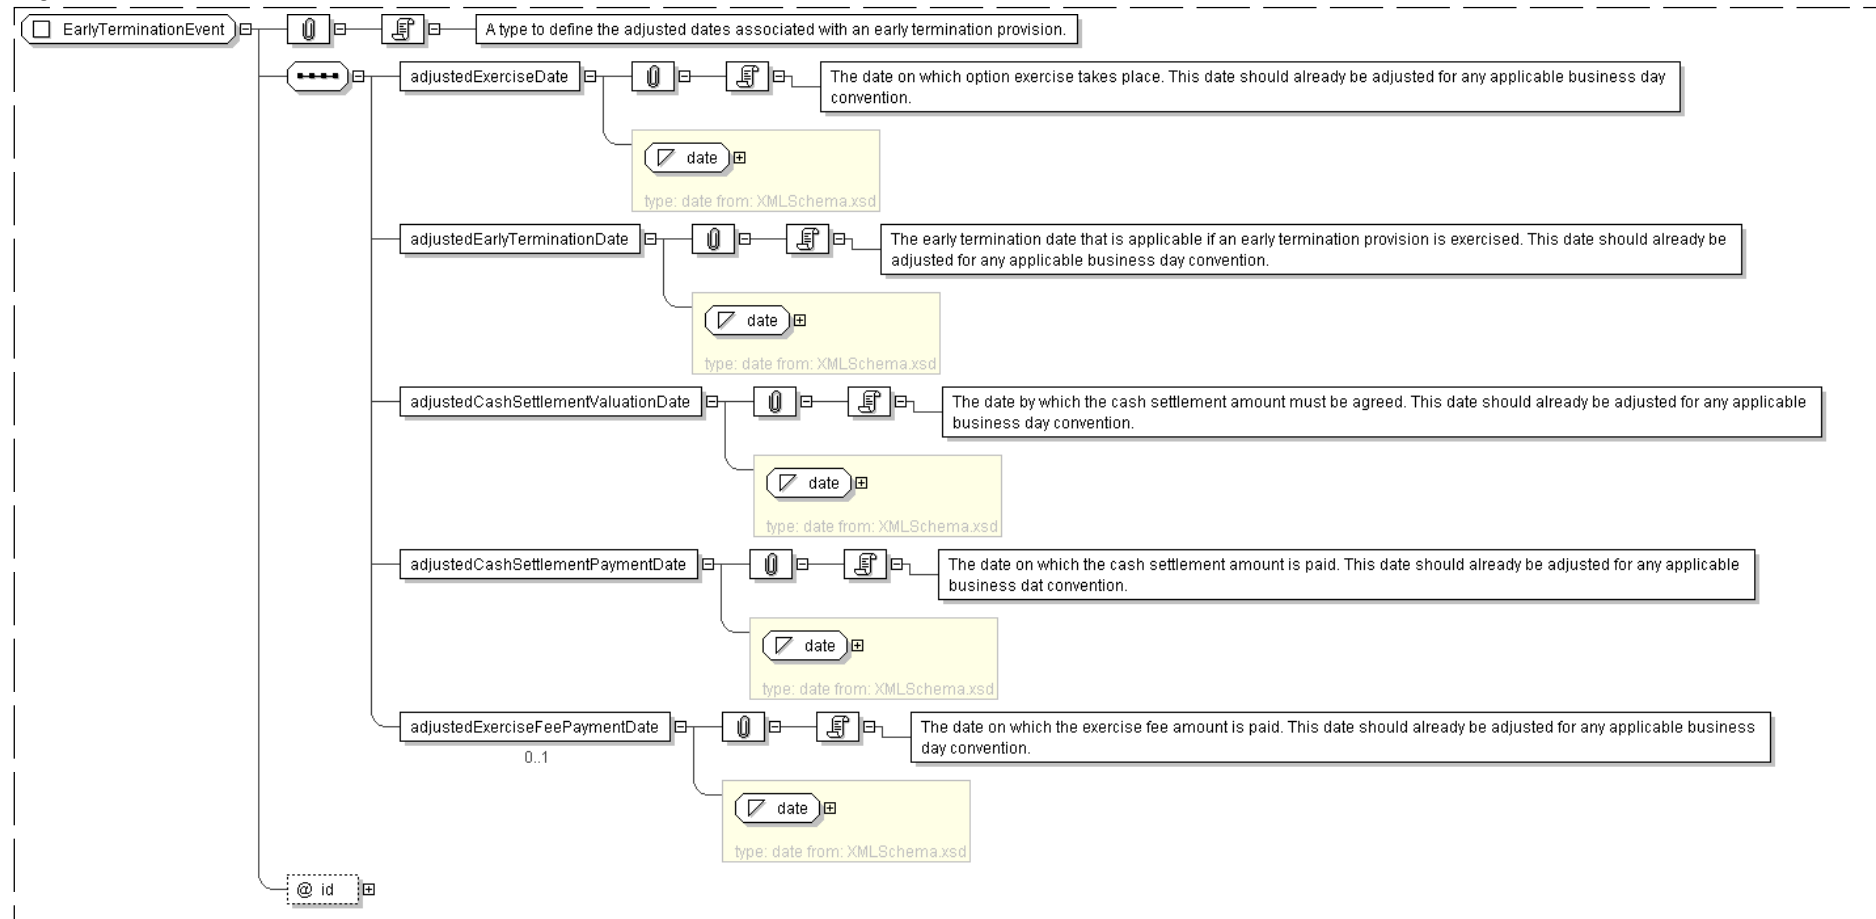 EarlyTerminationEvent
A type to define the adjusted dates associated with an early termination provision.
adjustedExerciseDate
The date on which option exercise takes place. This date should already be adjusted for any applicable business day
convention.
date
type: date from: XMLSchema.xsd
adjustedEarlyTerminationDate
The early termination date that is applicable if an early termination provision is exercised. This date should already be
adjusted for any applicable business day convention.
date
type: date from: XMLSchema.xsd
adjustedCashSettlementValuationDate
The date by which the cash settlement amount must be agreed. This date should already be adjusted for any applicable
business day convention.
date
type: date from: XMLSchema.xsd
adjustedCashSettlementPaymentDate
The date on which the cash settlement amount is paid. This date should already be adjusted for any applicable
business dat convention.
date
type: date from: XMLSchema.xsd
adjustedExerciseFeePaymentDate
The date on which the exercise fee amount is paid. This date should already be adjusted for any applicable business
day convention.
0..1
date
type: date from: XMLSchema.xsd
@ id